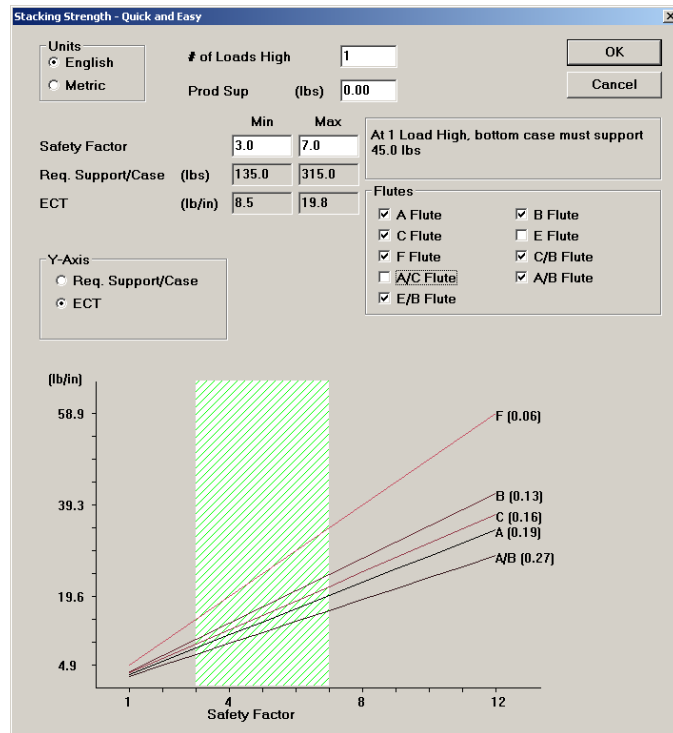 Stacking Strength - Quick and Easy
Units
English
Metric
# of Loads High 1
Prod Sup (lbs) 0.00
OK
Cancel
Min Max
Safety Factor 3.0 7.0
Req. Support/Case (lbs) 135.0 315.0
ECT (lb/in) 8.5 19.8
At 1 Load High, bottom case must support
45.0 lbs
Flutes
A Flute B Flute
C Flute E Flute
F Flute C/B Flute
A/C Flute A/B Flute
E/B Flute
Y-Axis
Req. Support/Case
ECT
(lb/in)
58.9
39.3
19.6
4.9
F (0.06)
B (0.13)
C (0.16)
A (0.19)
A/B (0.27)
1 4 8 12
Safety Factor